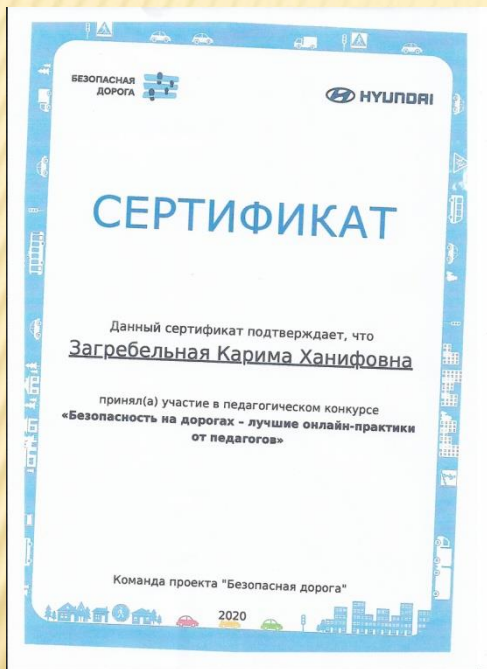 БЕЗОПАСНАЯ
ДОРОГА
HYUNDAI
СЕРТИФИКАТ
Данный сертификат подтверждает, что
Загребельная Карима Ханифовна
принял(а) участие в педагогическом конкурсе
«Безопасность на дорогах – лучшие онлайн-практики
от педагогов»
Команда проекта "Безопасная дорога"
2020